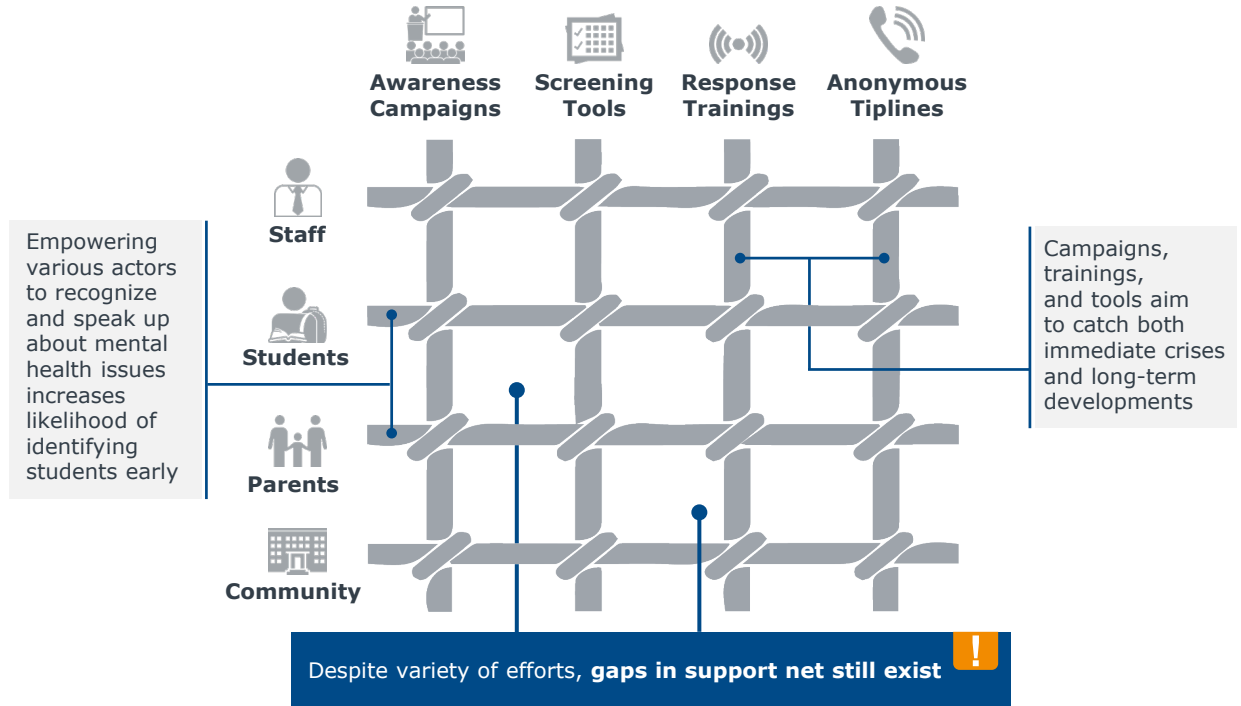 Awareness
Campaigns
Screening
Tools
Response
Trainings
Anonymous
Tiplines
Staff
Students
Parents
Community
Empowering
various actors
to recognize
and speak up
about mental
health issues
increases
likelihood of
identifying
students early
Campaigns,
trainings,
and tools aim
to catch both
immediate crises
and long-term
developments
Despite variety of efforts, gaps in support net still exist
!